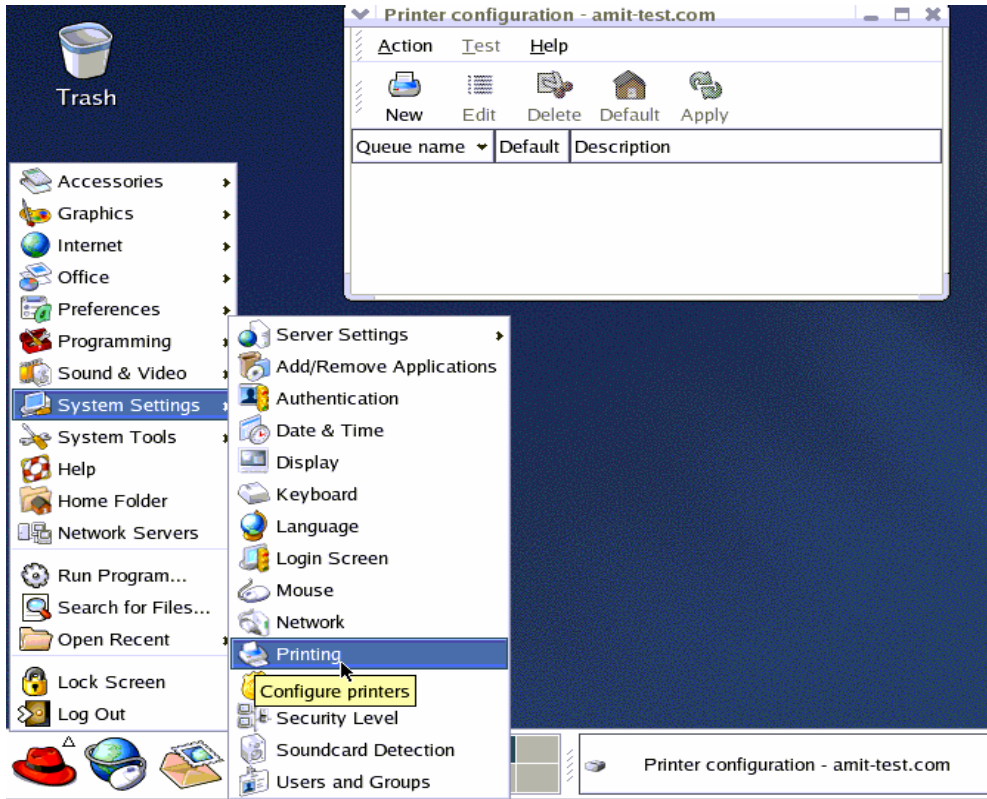 Trash
Printer configuration - amit-test.com
Action Test Help
New Edit Delete Default Apply
Queue name Default Description
Accessories
Graphics
Internet
Office
Preferences
Programming
Sound & Video
System Settings
System Tools
Help
Home Folder
Network Servers
Run Program...
Search for Files...
Open Recent
Lock Screen
Log Out
Server Settings
Add/Remove Applications
Authentication
Date & Time
Display
Keyboard
Language
Login Screen
Mouse
Network
Printing
Configure printers
Security Level
Soundcard Detection
Users and Groups
Printer configuration - amit-test.com